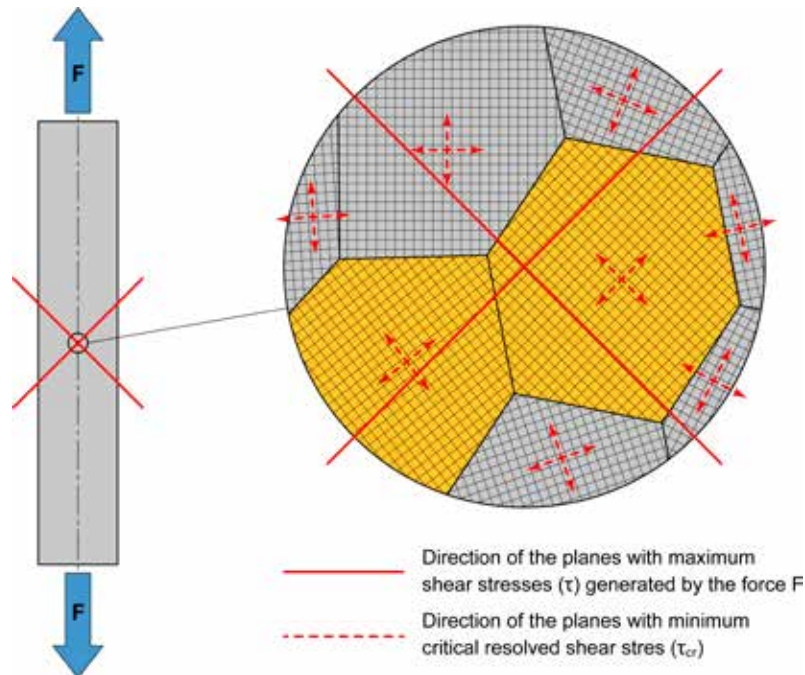 F
Direction of the planes with maximum
shear stresses (τ) generated by the force F
Direction of the planes with minimum
critical resolved shear stres (τcr)
F